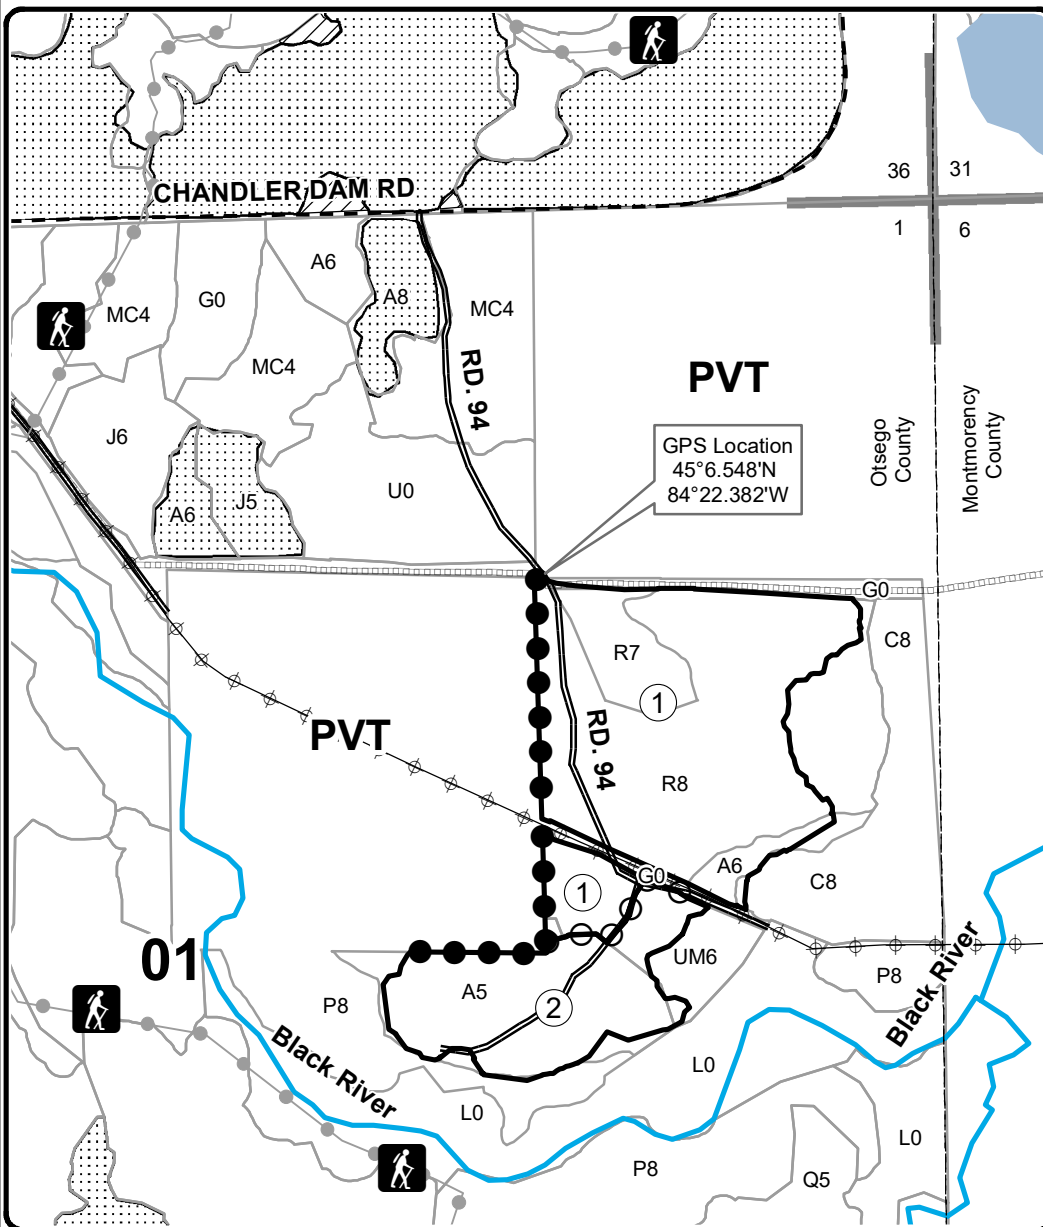 CHANDLER DAM RD
36
31
1
6
A6
MC4
G0
A8
MC4
MC4
RD. 94
PVT
J6
GPS Location
45°6.548'N
84°22.382'W
Otsego
County
Montmorency
County
A6
J5
U0
G0
C8
R7
1
PVT
RD. 94
R8
G0
A6
C8
1
01
UM6
P8
A5
P8
2
Black River
Black River
L0
L0
L0
P8
Q5